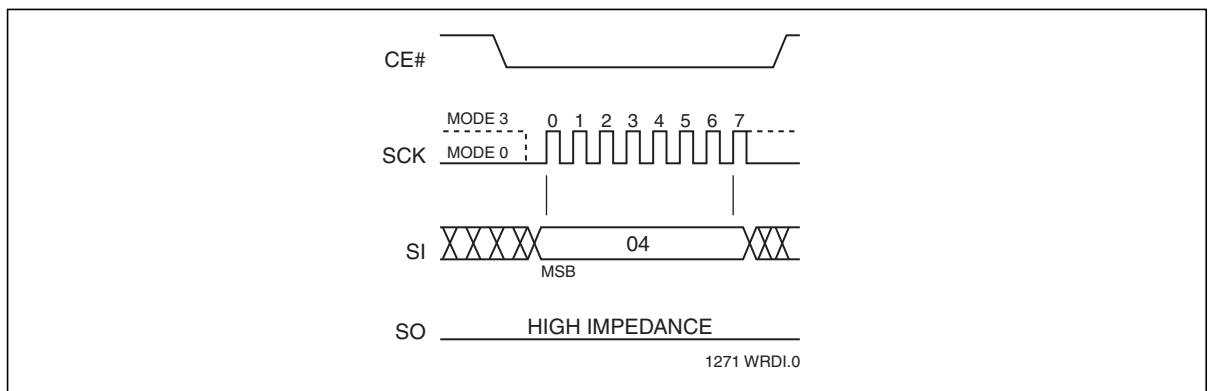 CE#
MODE 3
0 1 2 3 4 5 6 7
SCK
MODE 0
SI
04
MSB
SO
HIGH IMPEDANCE
1271 WRDI.0